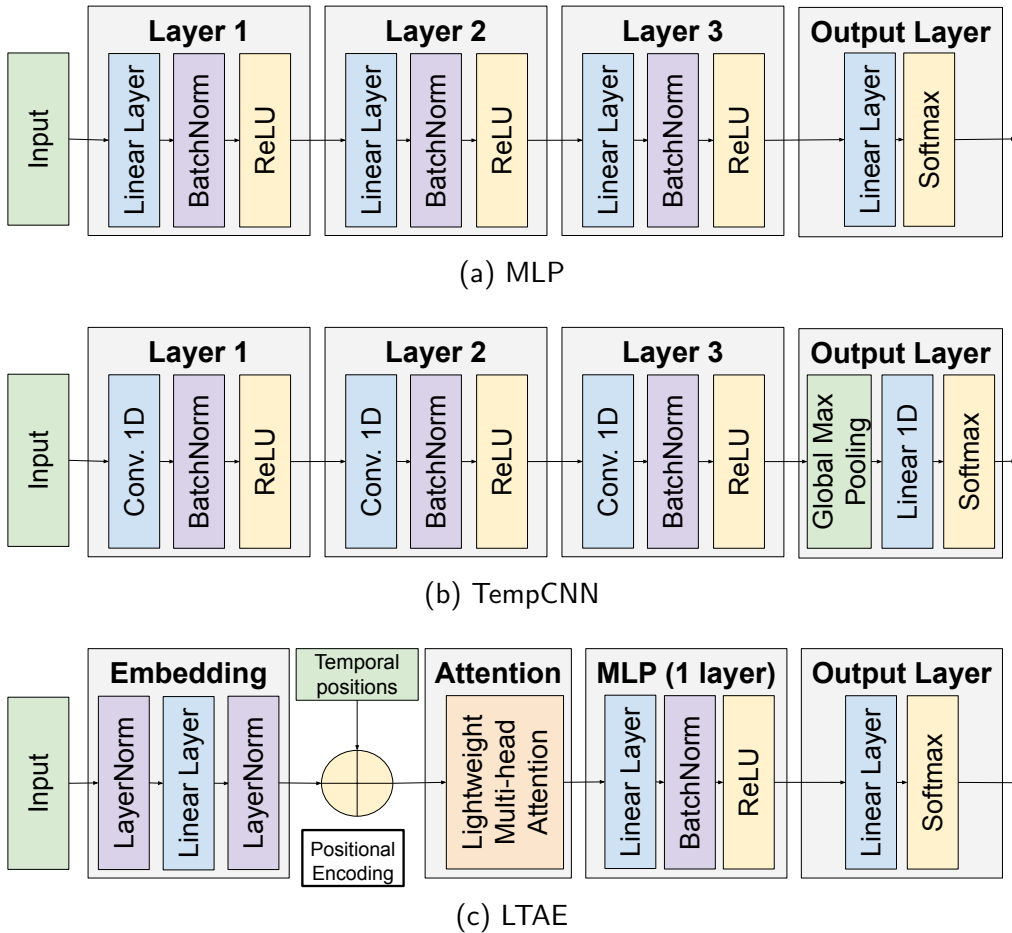 Input
Layer 1
Linear Layer
BatchNorm
ReLU
Layer 2
Linear Layer
BatchNorm
ReLU
Layer 3
Linear Layer
BatchNorm
ReLU
Output Layer
Linear Layer
Softmax
(a) MLP
Input
Layer 1
Conv. 1D
BatchNorm
ReLU
Layer 2
Conv. 1D
BatchNorm
ReLU
Layer 3
Conv. 1D
BatchNorm
ReLU
Output Layer
Global Max
Pooling
Linear 1D
Softmax
(b) TempCNN
Input
Embedding
LayerNorm
Linear Layer
LayerNorm
Temporal
positions
Positional
Encoding
Attention
Lightweight
Multi-head
Attention
MLP (1 layer)
Linear Layer
BatchNorm
ReLU
Output Layer
Linear Layer
Softmax
(c) LTAE